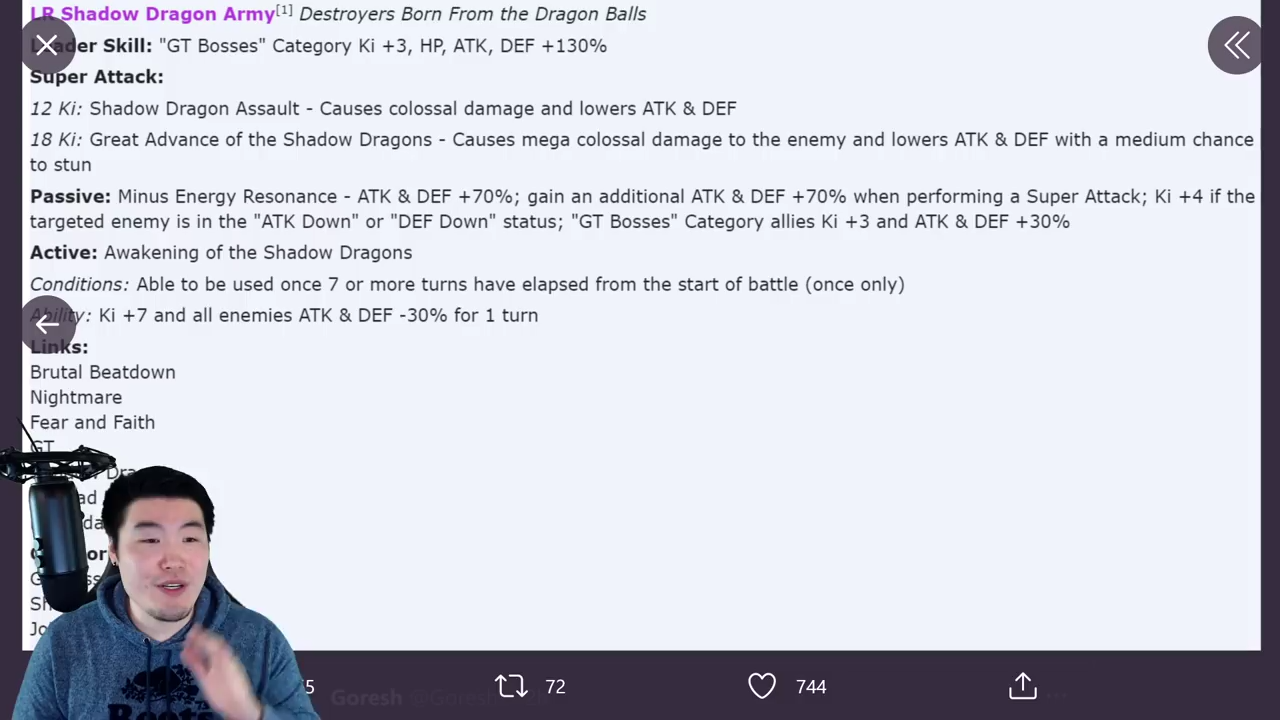 LR Shadow Dragon Army[1] Destroyers Born From the Dragon Balls
Leader Skill: "GT Bosses" Category Ki +3, HP, ATK, DEF +130%
Super Attack:
12 Ki: Shadow Dragon Assault - Causes colossal damage and lowers ATK & DEF
18 Ki: Great Advance of the Shadow Dragons - Causes mega colossal damage to the enemy and lowers ATK & DEF with a medium chance
to stun
Passive: Minus Energy Resonance - ATK & DEF +70%; gain an additional ATK & DEF +70% when performing a Super Attack; Ki +4 if the
targeted enemy is in the "ATK Down" or "DEF Down" status; "GT Bosses" Category allies Ki +3 and ATK & DEF +30%
Active: Awakening of the Shadow Dragons
Conditions: Able to be used once 7 or more turns have elapsed from the start of battle (once only)
Ability: Ki +7 and all enemies ATK & DEF -30% for 1 turn
Links:
Brutal Beatdown
Nightmare
Fear and Faith
GT
72
744
Goresh
Roots